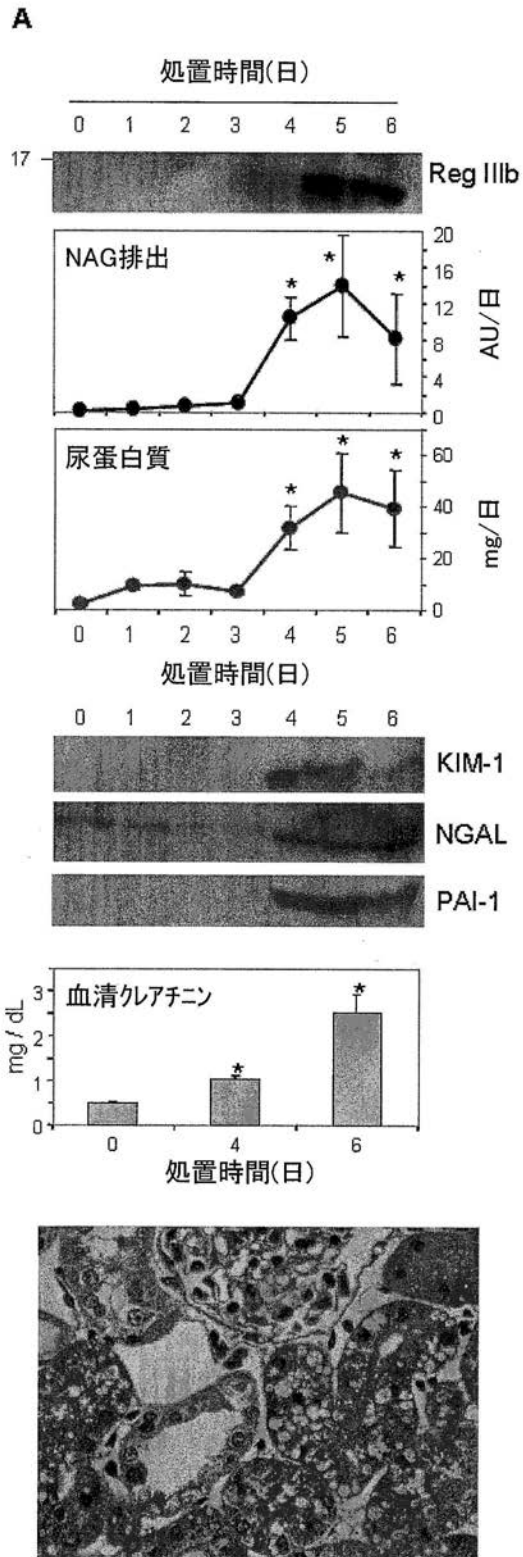 A
処置時間(日)
0 1 2 3 4 5 6
17
Reg IIIb
NAG排出
* * *
20
16
12
8
4
0
AU/日
尿蛋白質
* * *
60
40
20
0
mg/日
0 1 2 3 4 5 6
処置時間(日)
0 1 2 3 4 5 6
KIM-1
NGAL
PAI-1
血清クレアチニン
* *
mg / dL
3
2
1
0
0 4 6
処置時間(日)